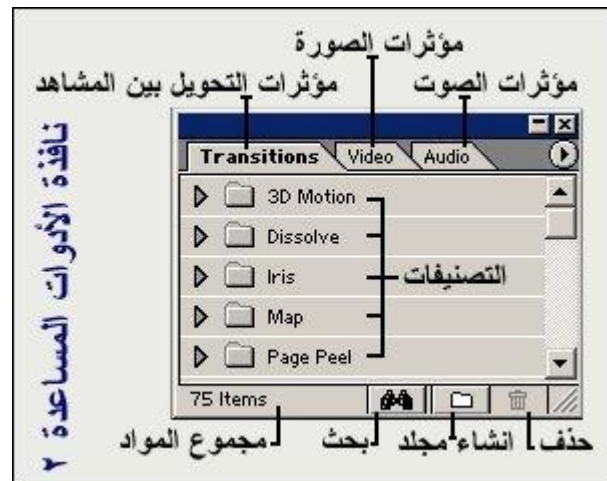 مؤثرات الصورة
مؤثرات الصوت
مؤثرات التحويل بين المشاهد
نافذة الأدوات المساعدة ٢
Transitions Video Audio
3D Motion
Dissolve
Iris
التصنيفات
Map
Page Peel
75 Items
حذف انشاء مجلد بحث مجموع المواد